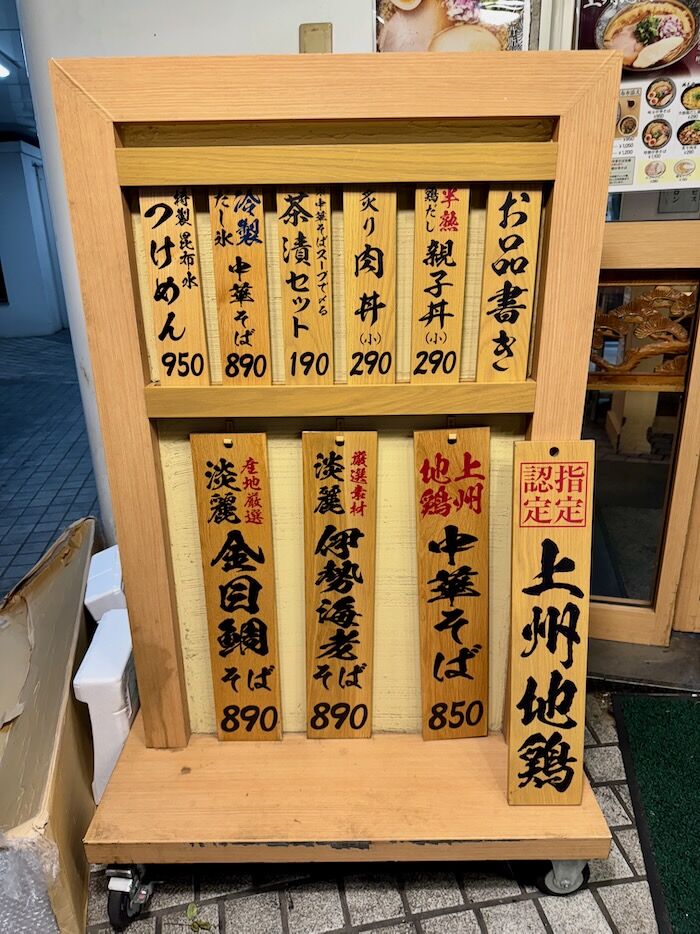 お品書き
半熟
鶏だし
親子丼
(小)
290
炙り
肉丼
(小)
290
中華そばスープで〆る
茶漬セット
190
冷製
だし氷
中華そば
890
特製
昆布水
つけめん
950
指定
認定
上州地鶏
上州
地鶏
中華そば
850
厳選素材
淡麗
伊勢海老そば
890
産地厳選
淡麗
金目鯛そば
890